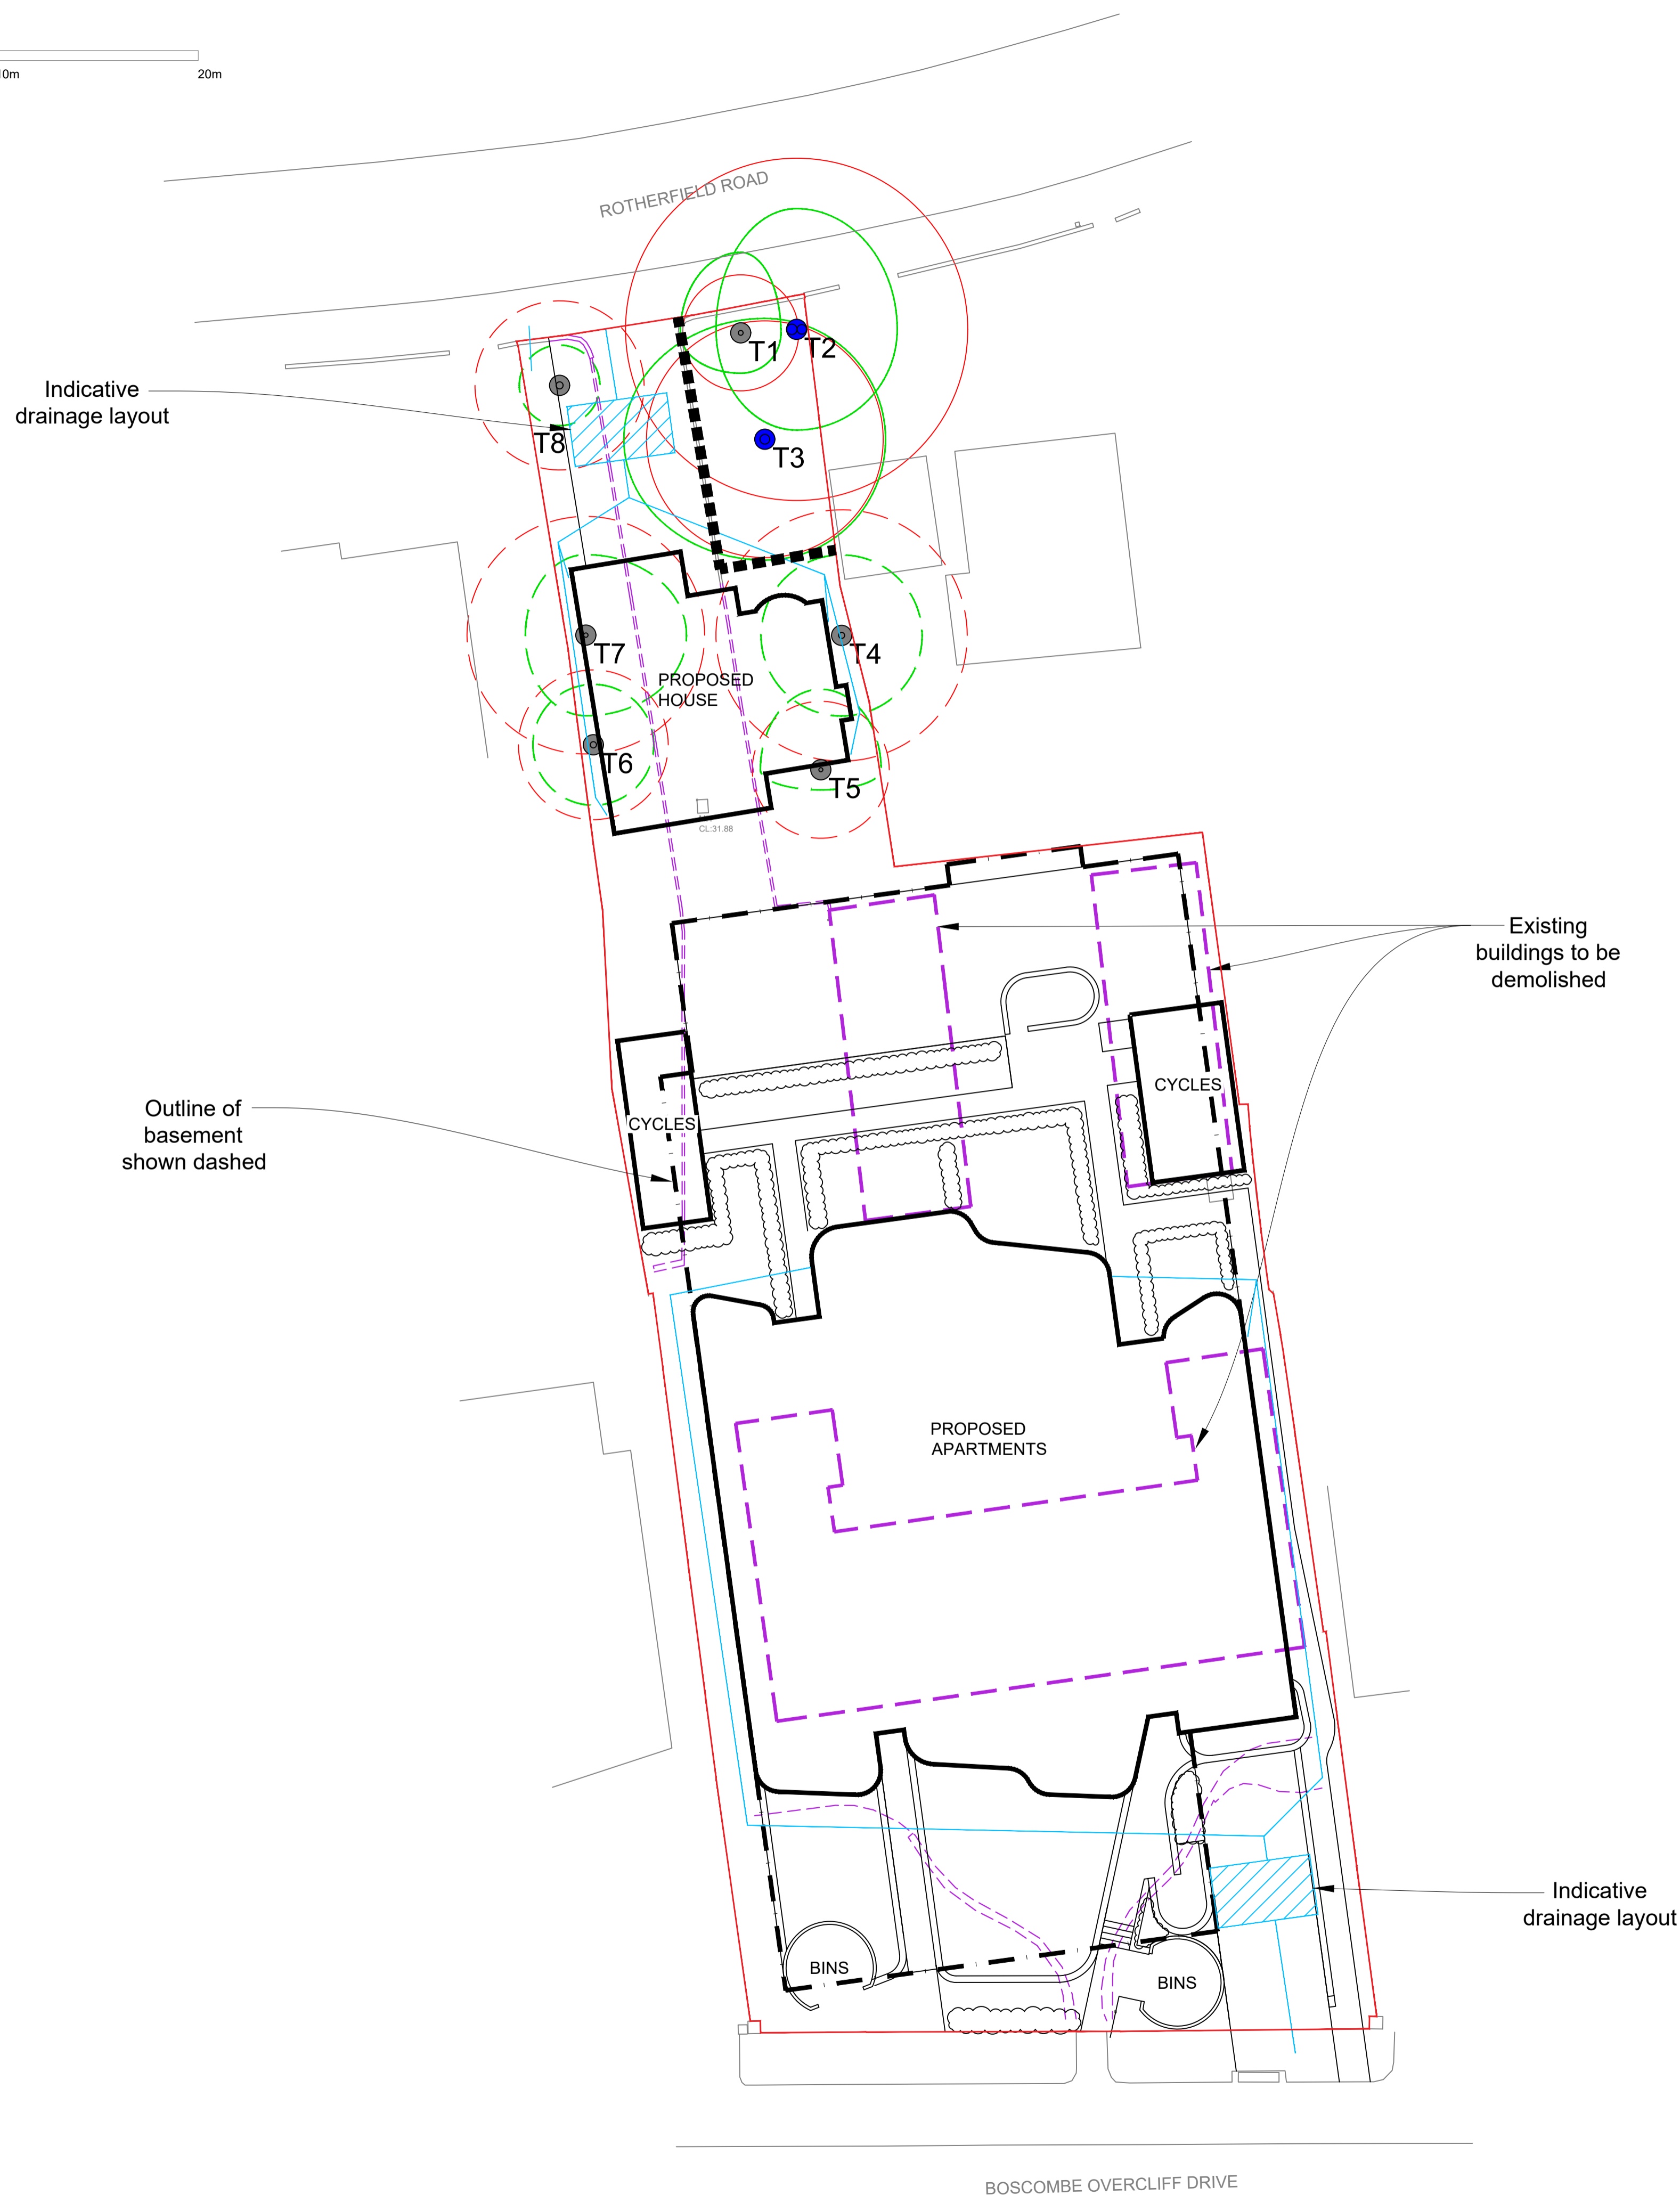 20m
ROTHERFIELD ROAD
T1
T2
Indicative
drainage layout
T8
T3
T7
T4
PROPOSED
HOUSE
T6
T5
CL:31.88
Existing
buildings to be
demolished
CYCLES
Outline of
basement
shown dashed
CYCLES
PROPOSED
APARTMENTS
Indicative
drainage layout
BINS
BINS
BOSCOMBE OVERCLIFF DRIVE